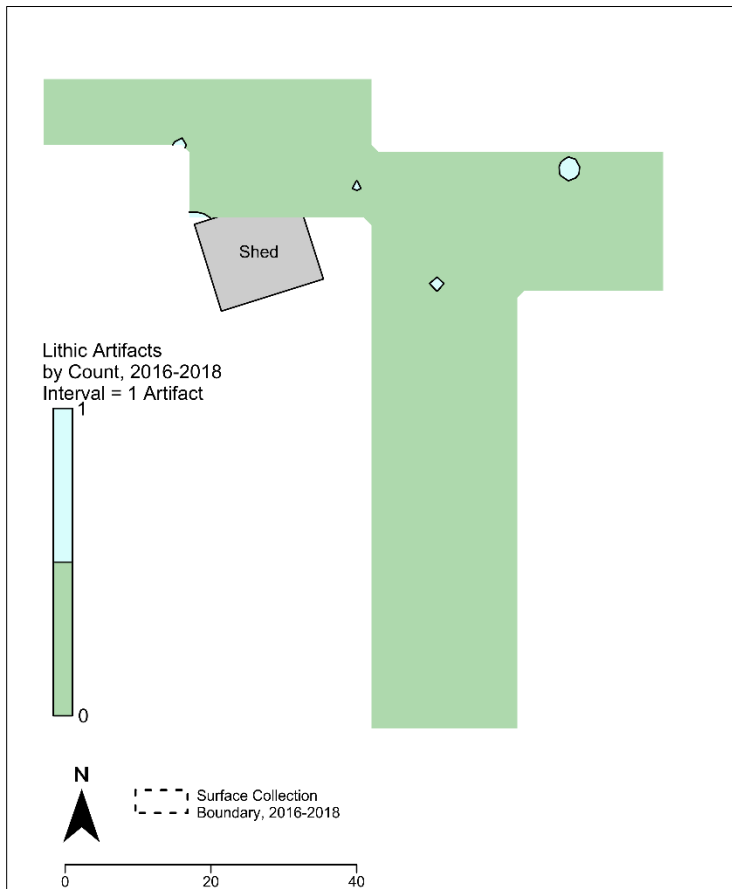 Shed
Lithic Artifacts
by Count, 2016-2018
Interval = 1 Artifact
1
0
N
Surface Collection
Boundary, 2016-2018
0 20 40